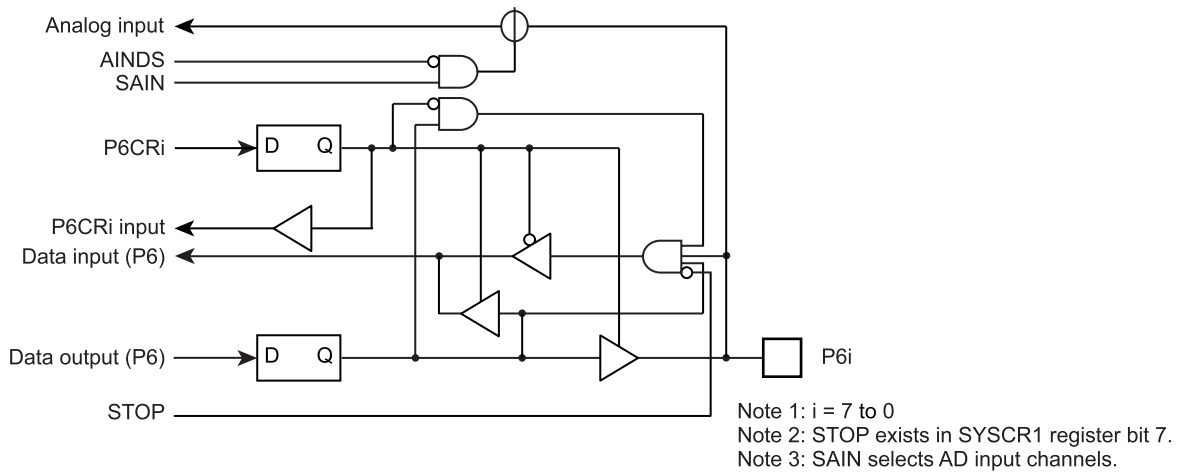 Analog input
AINDS
SAIN
P6CRi
D Q
P6CRi input
Data input (P6)
Data output (P6)
D Q
P6i
STOP
Note 1: i = 7 to 0
Note 2: STOP exists in SYSCR1 register bit 7.
Note 3: SAIN selects AD input channels.